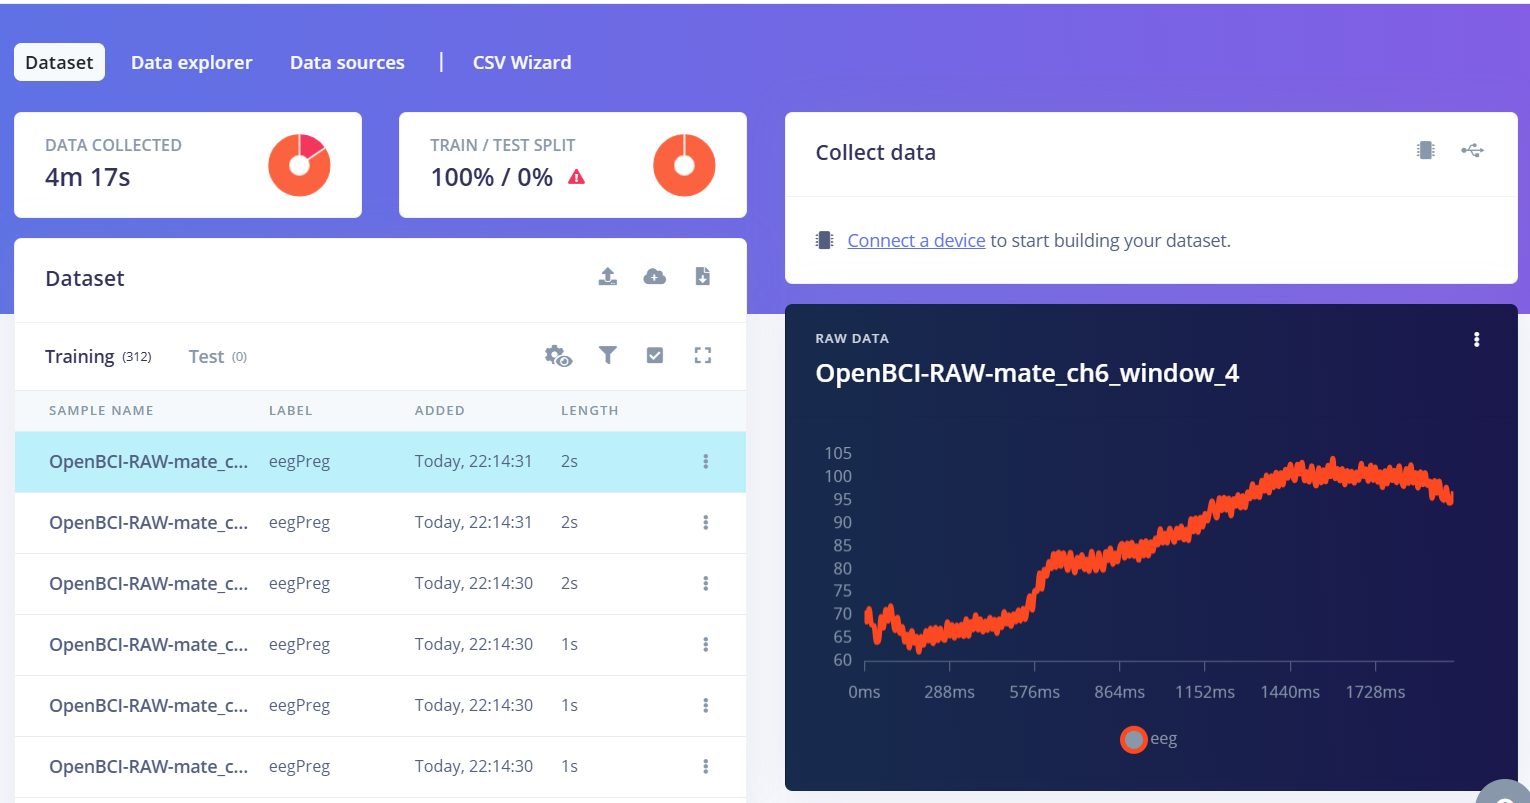 Dataset
Data explorer
Data sources
|
CSV Wizard
DATA COLLECTED
4m 17s
TRAIN / TEST SPLIT
100% / 0%
Collect data
Connect a device to start building your dataset.
Dataset
Training (312)
Test (0)
SAMPLE NAME LABEL ADDED LENGTH
OpenBCI-RAW-mate_c... eegPreg Today, 22:14:31 2s
OpenBCI-RAW-mate_c... eegPreg Today, 22:14:31 2s
OpenBCI-RAW-mate_c... eegPreg Today, 22:14:30 2s
OpenBCI-RAW-mate_c... eegPreg Today, 22:14:30 1s
OpenBCI-RAW-mate_c... eegPreg Today, 22:14:30 1s
OpenBCI-RAW-mate_c... eegPreg Today, 22:14:30 1s
RAW DATA
OpenBCI-RAW-mate_ch6_window_4
105
100
95
90
85
80
75
70
65
60
0ms 288ms 576ms 864ms 1152ms 1440ms 1728ms
eeg